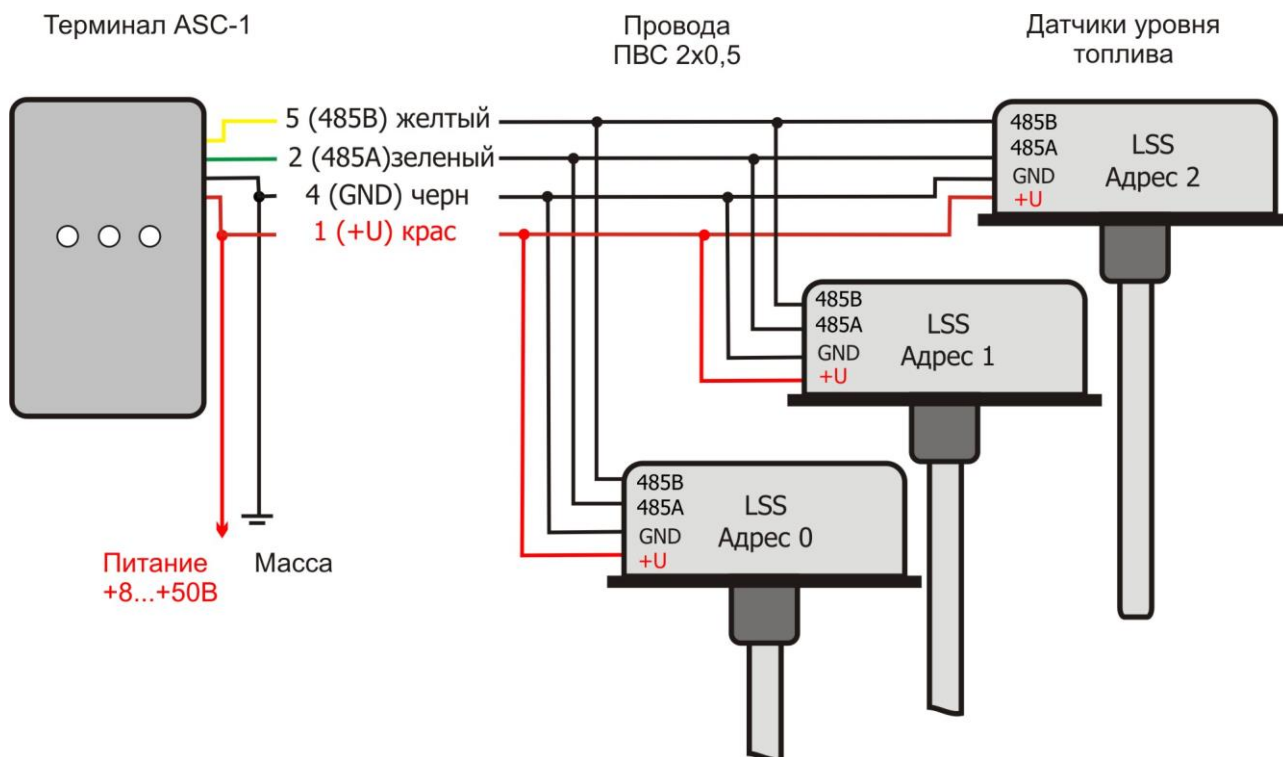 Терминал ASC-1
Провода
ПВС 2х0,5
Датчики уровня
топлива
5 (485B) желтый
2 (485A)зеленый
4 (GND) черн
1 (+U) крас
485B
485A
GND
+U
LSS
Адрес 2
485B
485A
GND
+U
LSS
Адрес 1
485B
485A
GND
+U
LSS
Адрес 0
Питание
+8...+50В
Масса